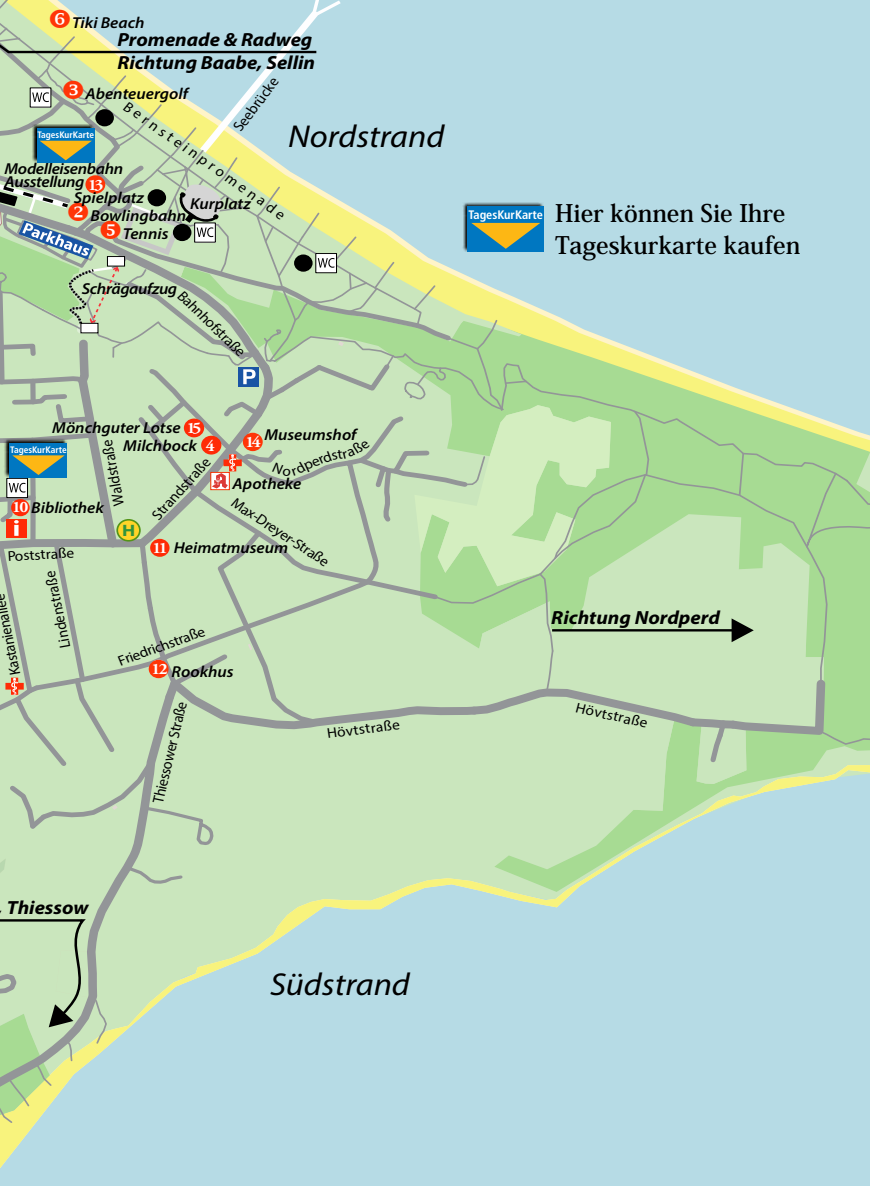 6 Tiki Beach
Promenade & Radweg
Richtung Baabe, Sellin
3 Abenteuergolf
WC
Seebrücke
Bernsteinpromenade
Nordstrand
TagesKurKarte
Modelleisenbahn
Ausstellung 13
Spielplatz
Kurplatz
2 Bowlingbahn
5 Tennis
WC
Parkhaus
WC
TagesKurKarte
Hier können Sie Ihre
Tageskurkarte kaufen
Schrägaufzug
Bahnhofstraße
P
Mönchguter Lotse 15
Milchbock 4
14 Museumshof
Nordperdstraße
TagesKurKarte
WC
10 Bibliothek
i
Waldstraße
Strandstraße
Apotheke
Max-Dreyer-Straße
H
11 Heimatmuseum
Poststraße
Lindenstraße
Kastanienallee
Friedrichstraße
12 Rookhus
Richtung Nordperd
Hövtstraße
Hövtstraße
Thiessower Straße
, Thiessow
Südstrand